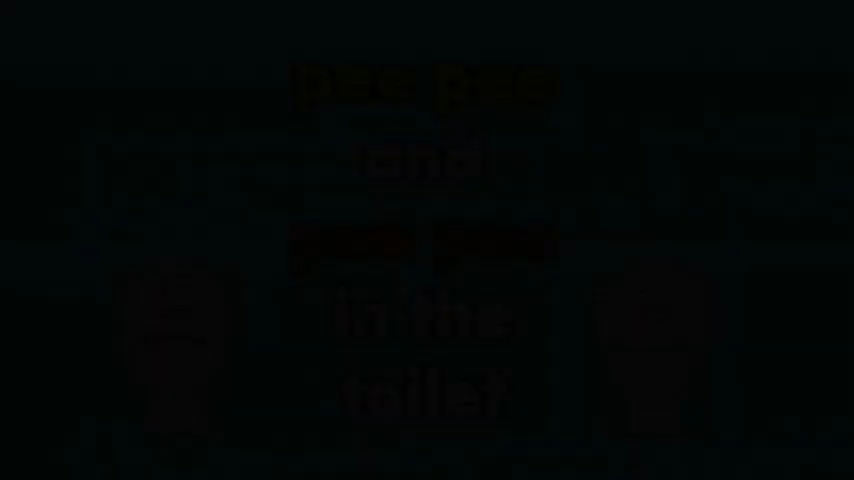 pee pee
and
poo poo
in the
toilet